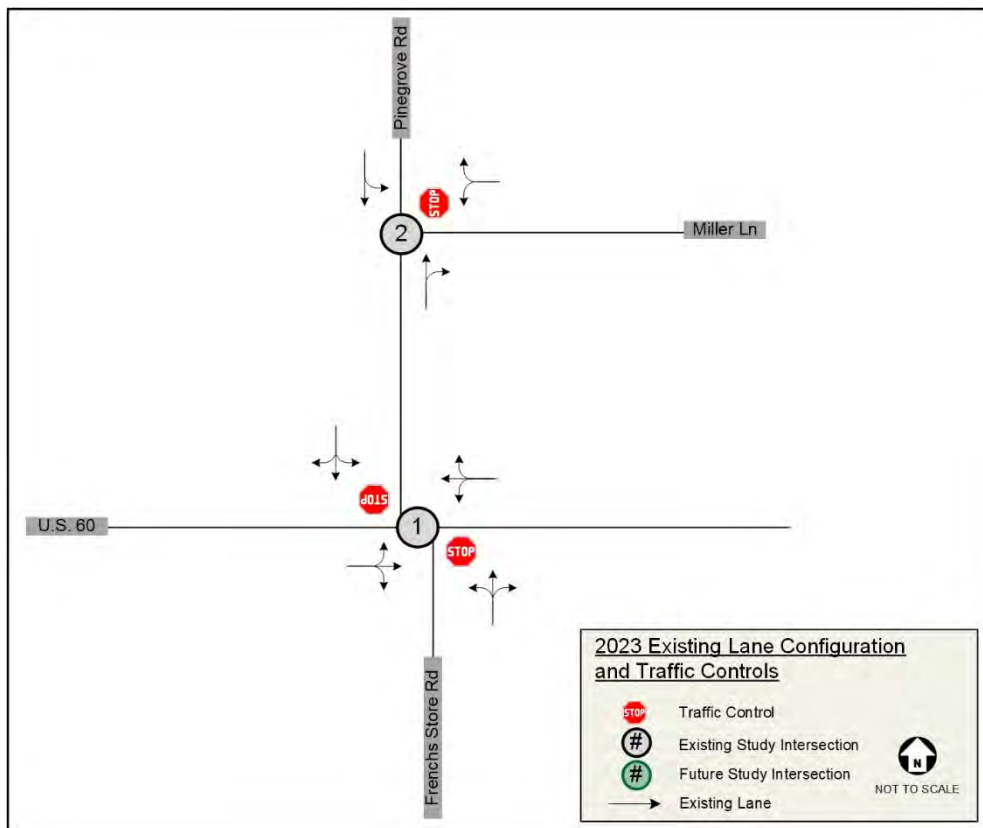 Pinegrove Rd
STOP
2
Miller Ln
STOP
U.S. 60
1
STOP
Frenchs Store Rd
2023 Existing Lane Configuration
and Traffic Controls
STOP
Traffic Control
#
Existing Study Intersection
#
Future Study Intersection
Existing Lane
N
NOT TO SCALE